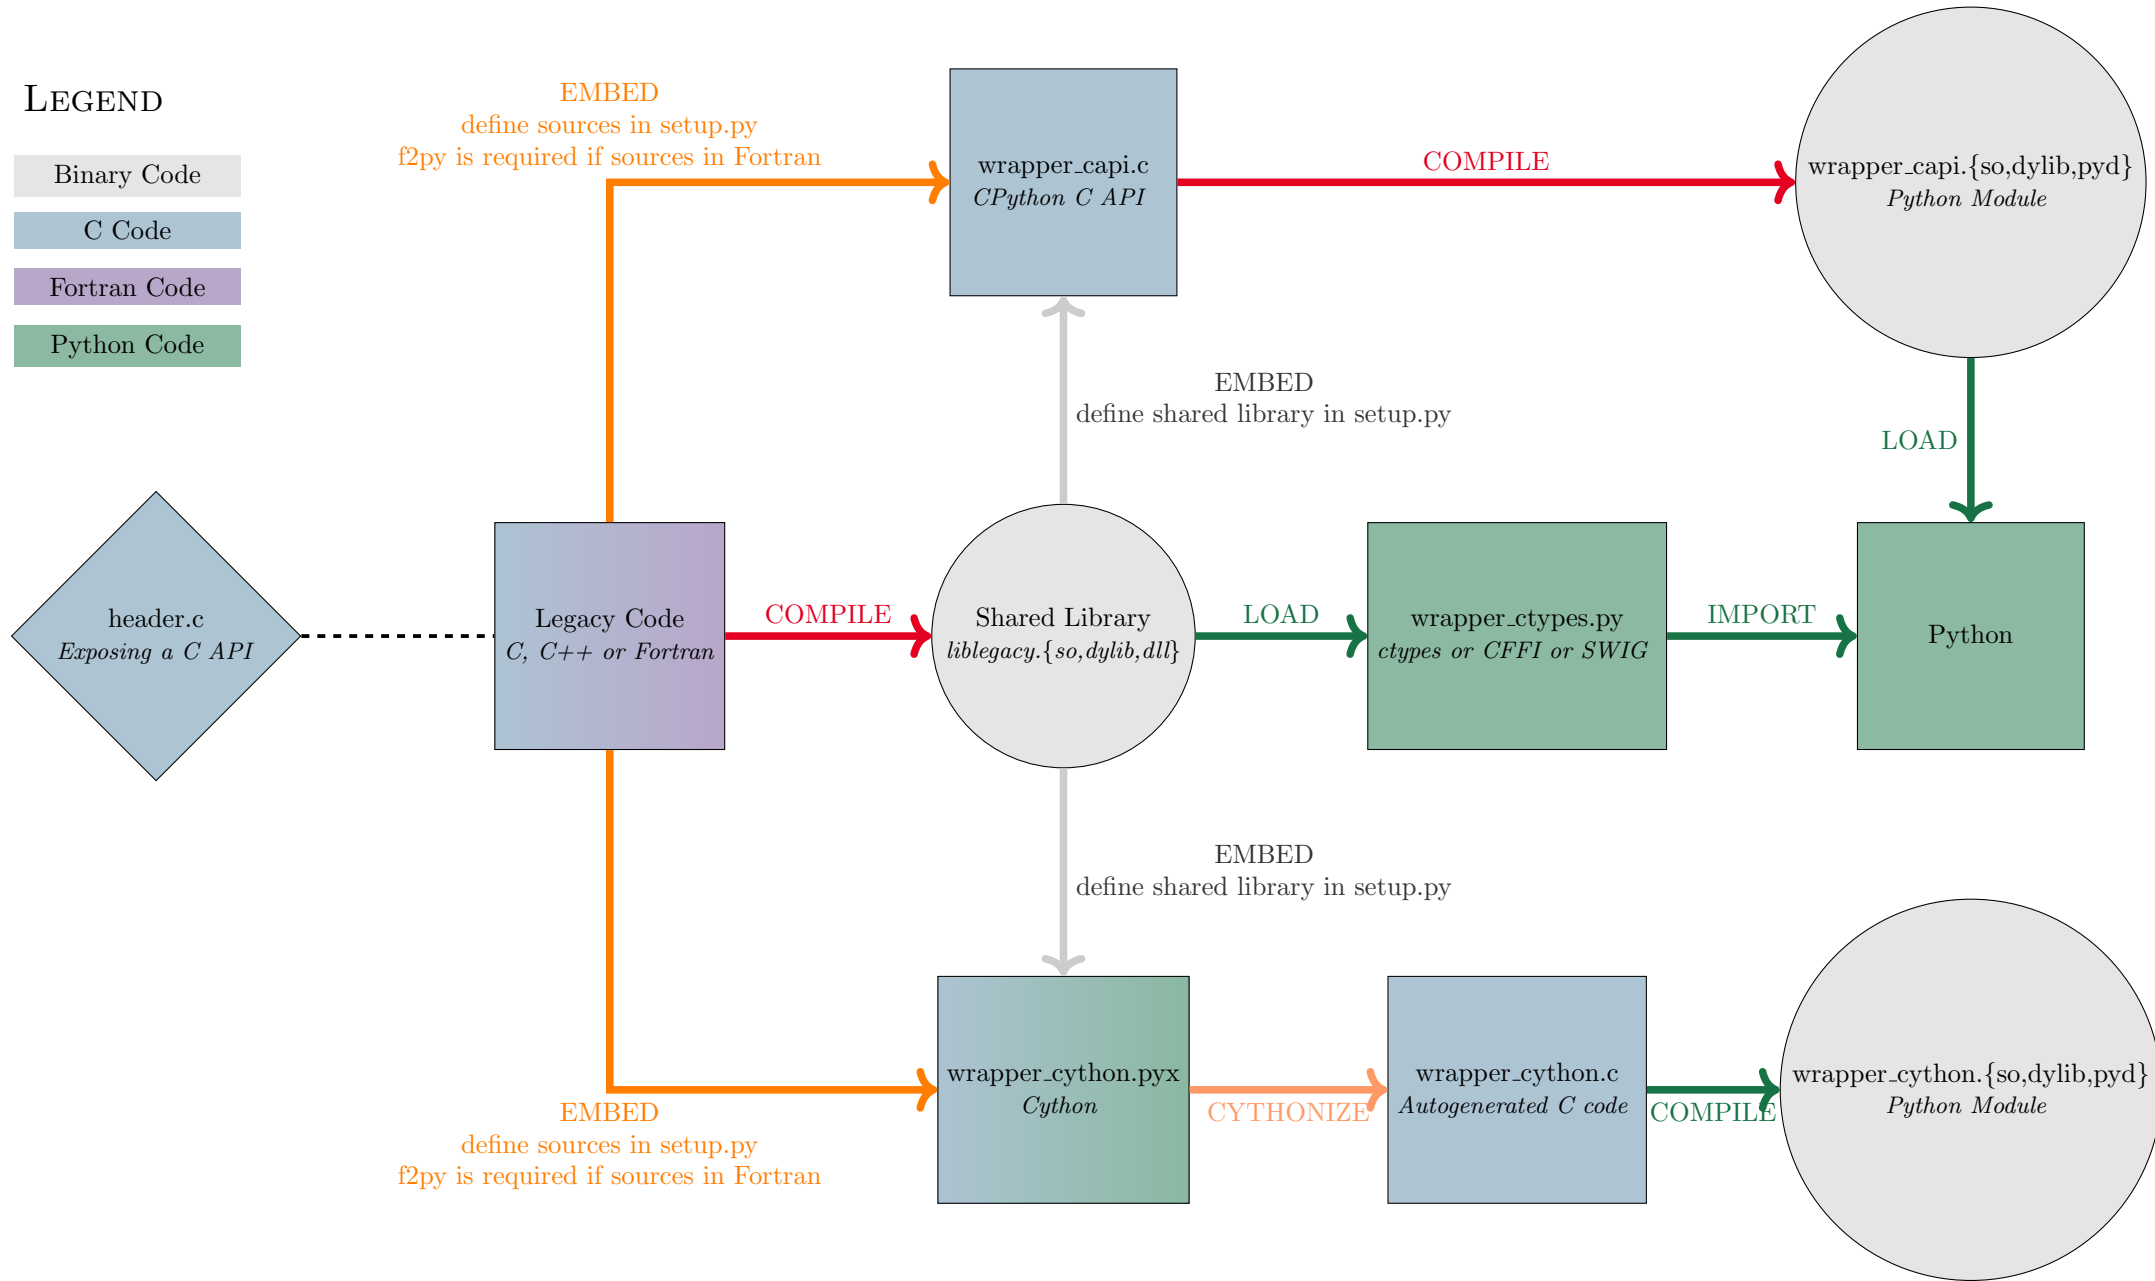 LEGEND
Binary Code
C Code
Fortran Code
Python Code
EMBED
define sources in setup.py
f2py is required if sources in Fortran
wrapper_capi.c
CPython C API
COMPILE
wrapper_capi.{so,dylib,pyd}
Python Module
EMBED
define shared library in setup.py
LOAD
header.c
Exposing a C API
Legacy Code
C, C++ or Fortran
COMPILE
Shared Library
liblegacy.{so,dylib,dll}
LOAD
wrapper_ctypes.py
ctypes or CFFI or SWIG
IMPORT
Python
EMBED
define shared library in setup.py
EMBED
define sources in setup.py
f2py is required if sources in Fortran
wrapper_cython.pyx
Cython
CYTHONIZE
wrapper_cython.c
Autogenerated C code
COMPILE
wrapper_cython.{so,dylib,pyd}
Python Module